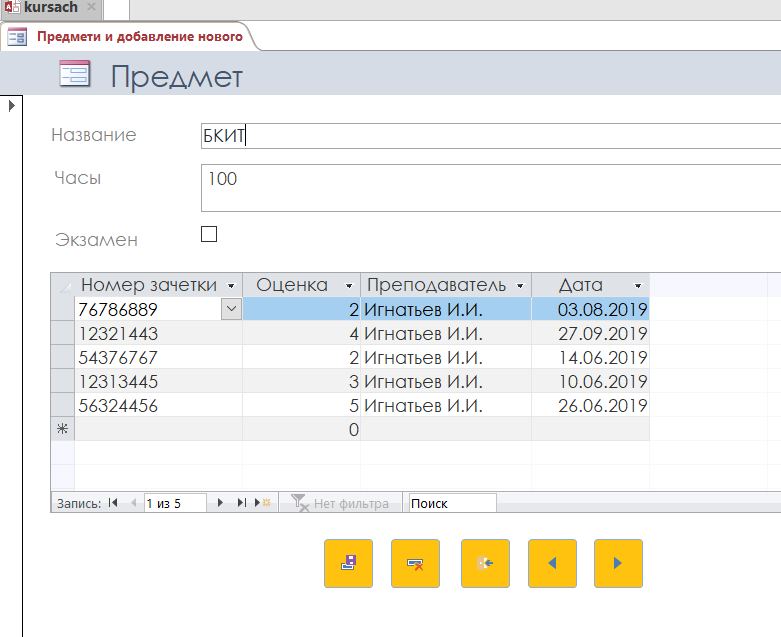 kursach
Предмети и добавление нового
Предмет
Название БКИТ
Часы 100
Экзамен
Номер зачетки Оценка Преподаватель Дата
76786889 2 Игнатьев И.И. 03.08.2019
12321443 4 Игнатьев И.И. 27.09.2019
54376767 2 Игнатьев И.И. 14.06.2019
12313445 3 Игнатьев И.И. 10.06.2019
56324456 5 Игнатьев И.И. 26.06.2019
0
Запись: 1 из 5 Нет фильтра Поиск